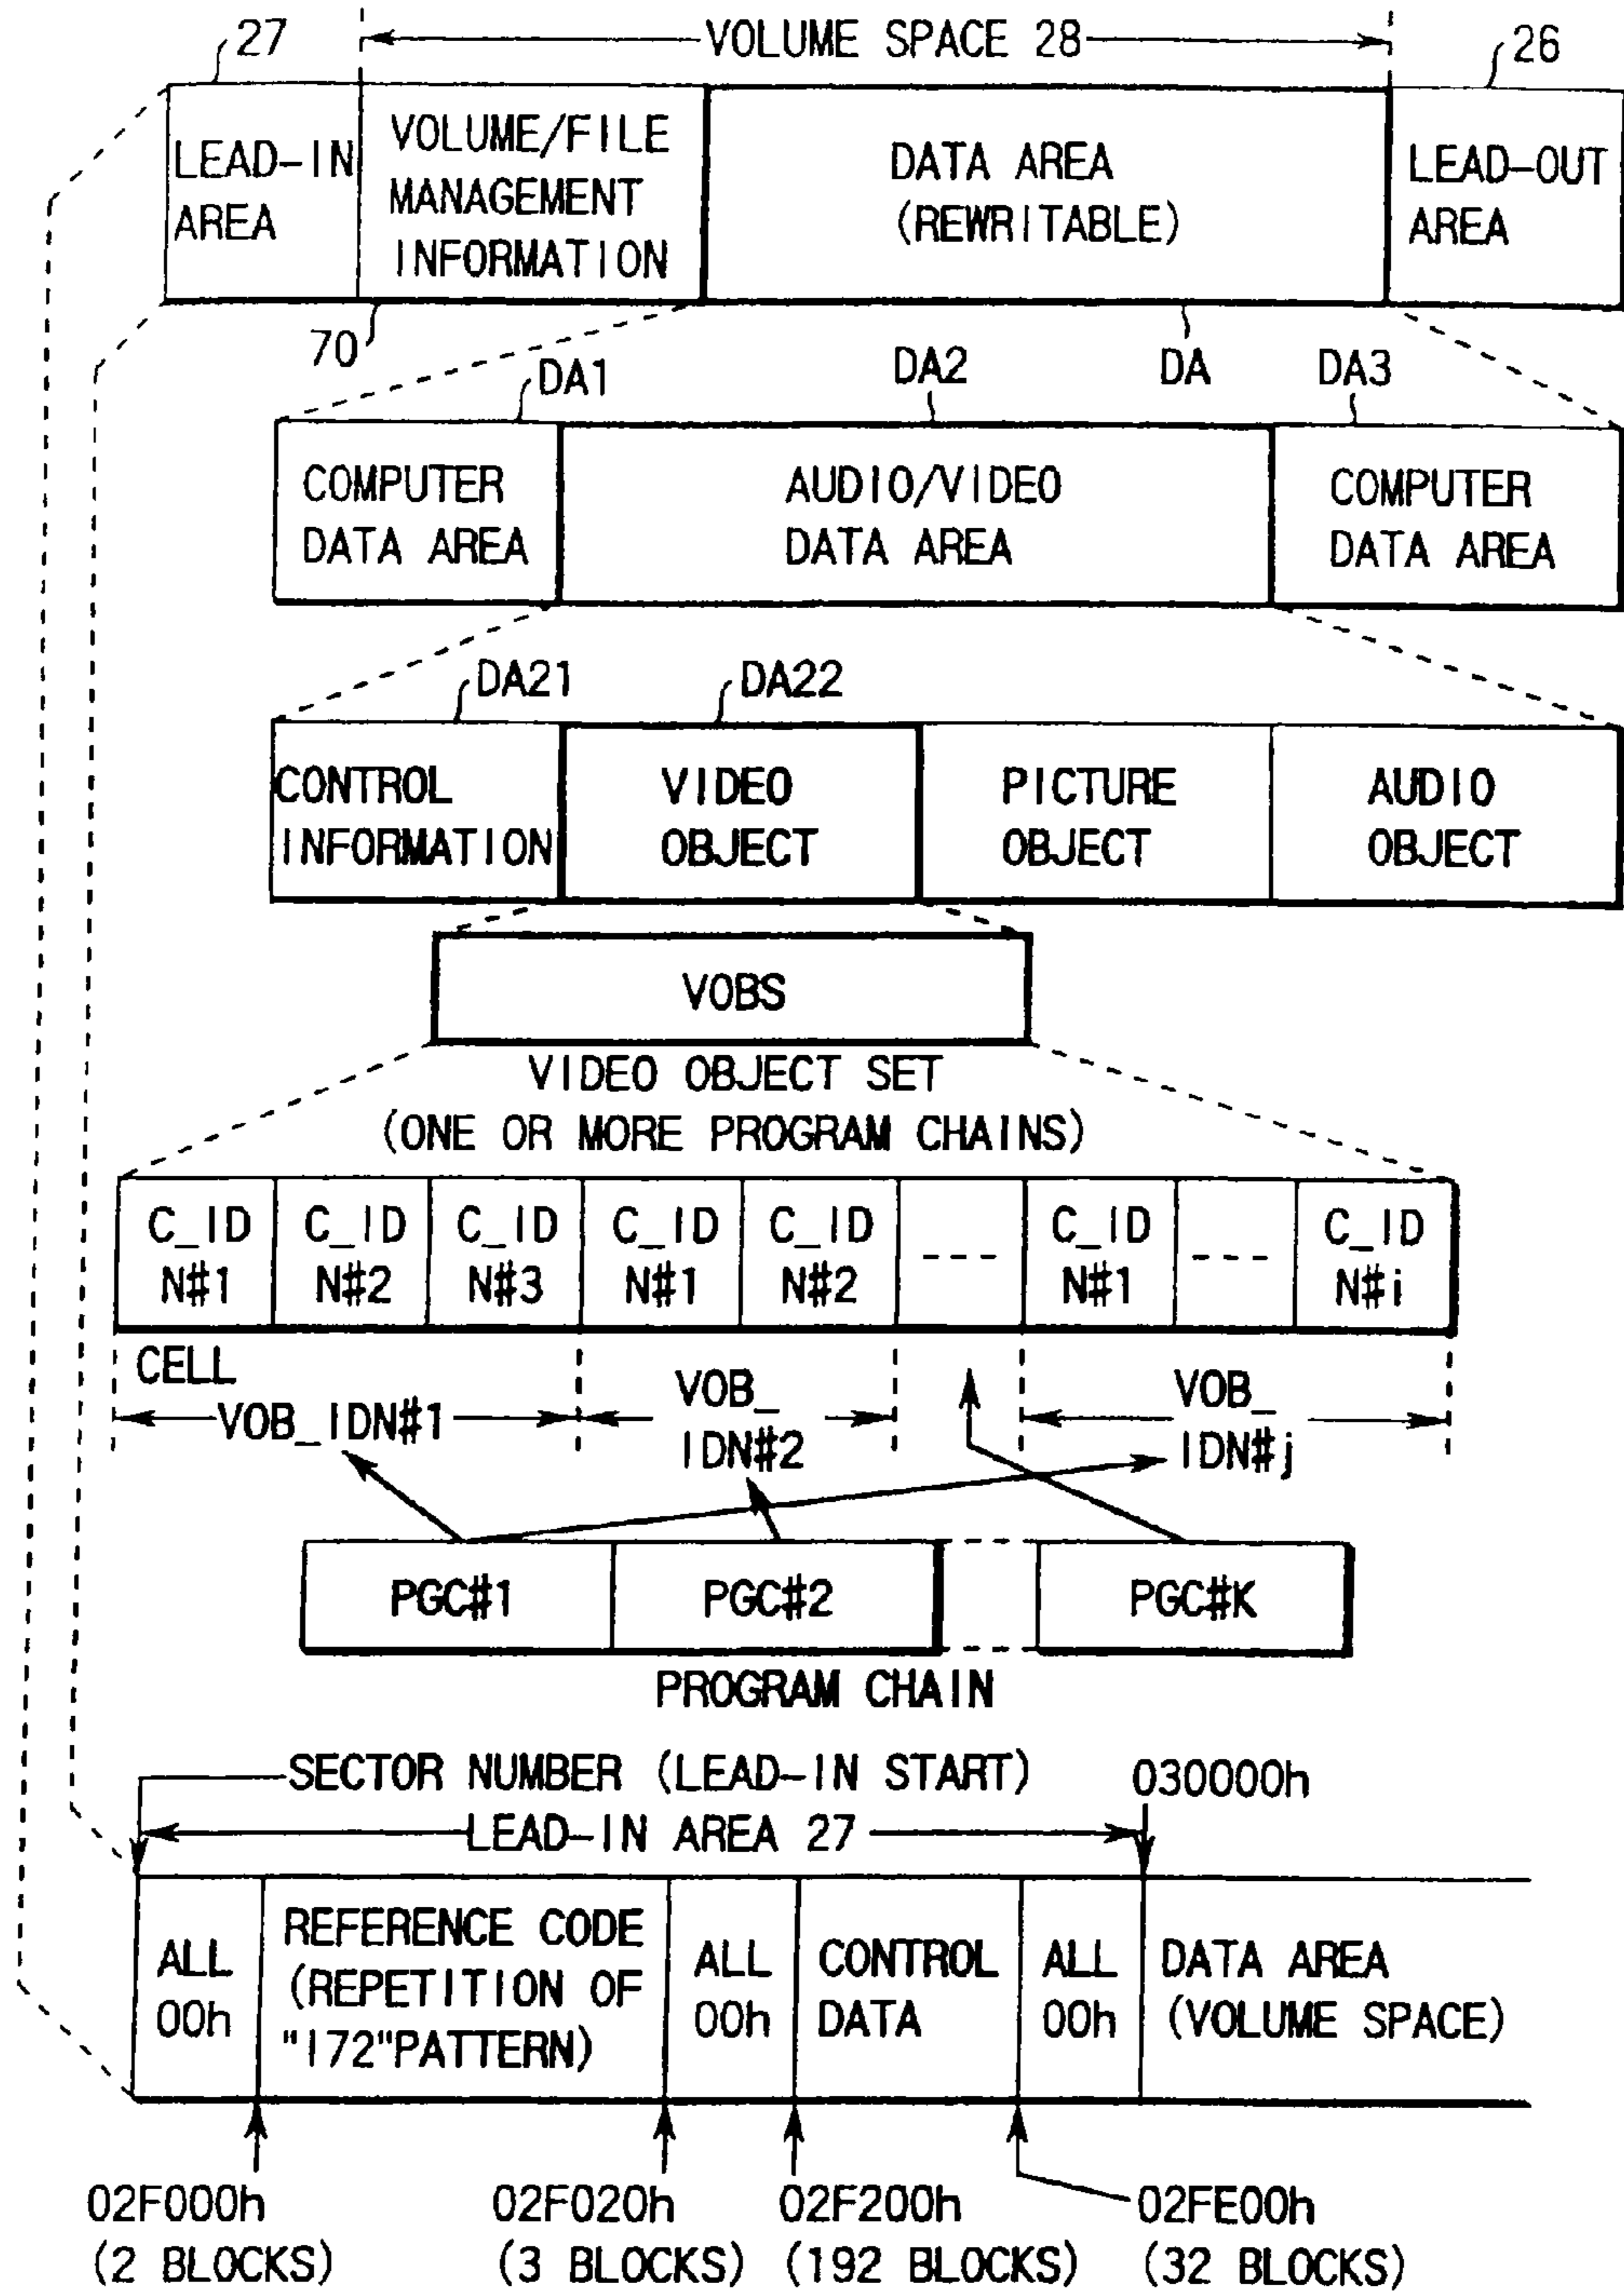 27
VOLUME SPACE 28
26
LEAD-IN
AREA
VOLUME/FILE
MANAGEMENT
INFORMATION
DATA AREA
(REWRITABLE)
LEAD-OUT
AREA
70
DA1
DA2
DA
DA3
COMPUTER
DATA AREA
AUDIO/VIDEO
DATA AREA
COMPUTER
DATA AREA
DA21
DA22
CONTROL
INFORMATION
VIDEO
OBJECT
PICTURE
OBJECT
AUDIO
OBJECT
VOBS
VIDEO OBJECT SET
(ONE OR MORE PROGRAM CHAINS)
C_ID
N#1
C_ID
N#2
C_ID
N#3
C_ID
N#1
C_ID
N#2
---
C_ID
N#1
---
C_ID
N#i
CELL
VOB_IDN#1
VOB_
IDN#2
VOB_
IDN#j
PGC#1
PGC#2
PGC#K
PROGRAM CHAIN
SECTOR NUMBER (LEAD-IN START)
030000h
LEAD-IN AREA 27
ALL
00h
REFERENCE CODE
(REPETITION OF
"172"PATTERN)
ALL
00h
CONTROL
DATA
ALL
00h
DATA AREA
(VOLUME SPACE)
02F000h
(2 BLOCKS)
02F020h
(3 BLOCKS)
02F200h
(192 BLOCKS)
02FE00h
(32 BLOCKS)